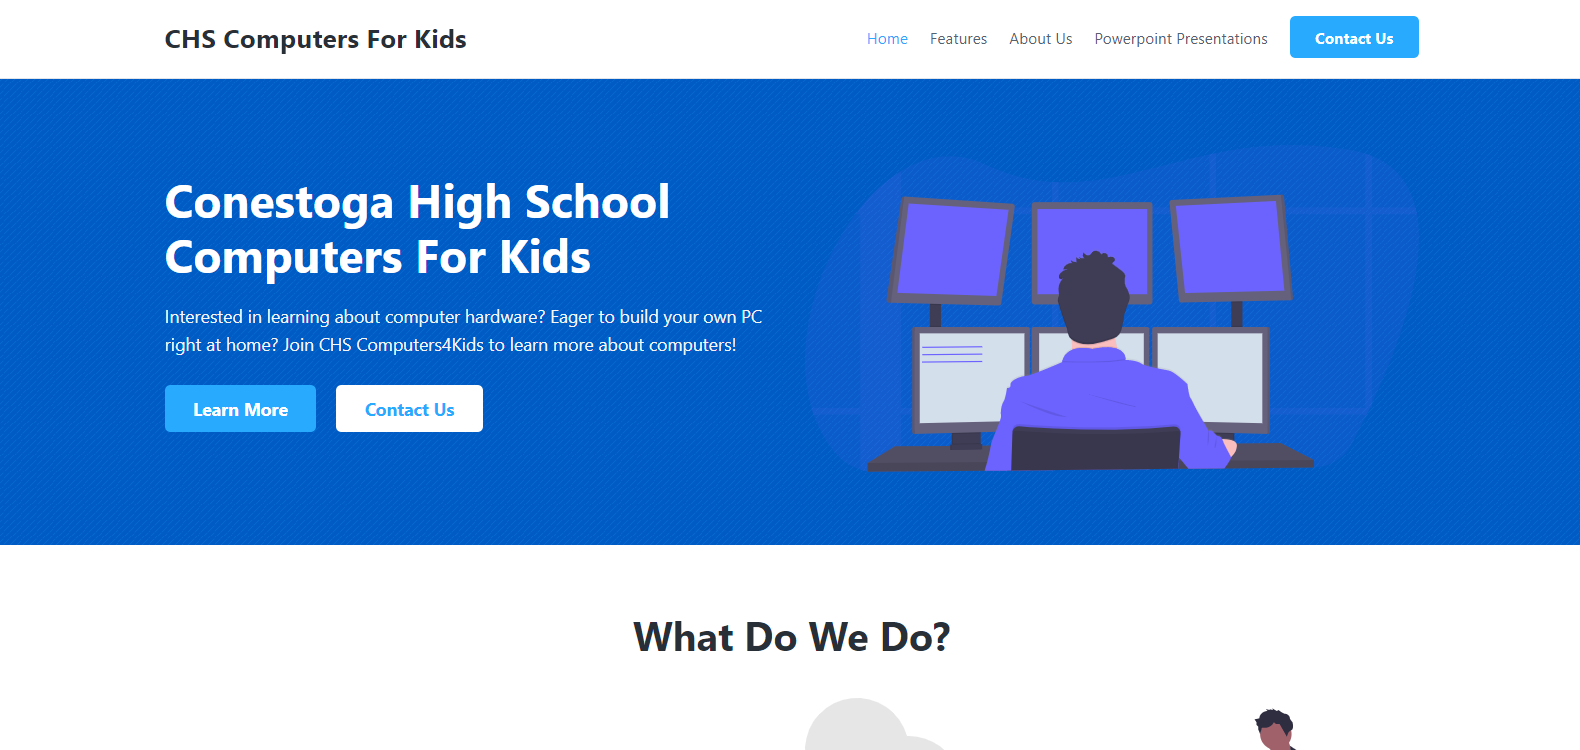 CHS Computers For Kids
Home
Features
About Us
Powerpoint Presentations
Contact Us
Conestoga High School
Computers For Kids
Interested in learning about computer hardware? Eager to build your own PC
right at home? Join CHS Computers4Kids to learn more about computers!
Learn More
Contact Us
What Do We Do?